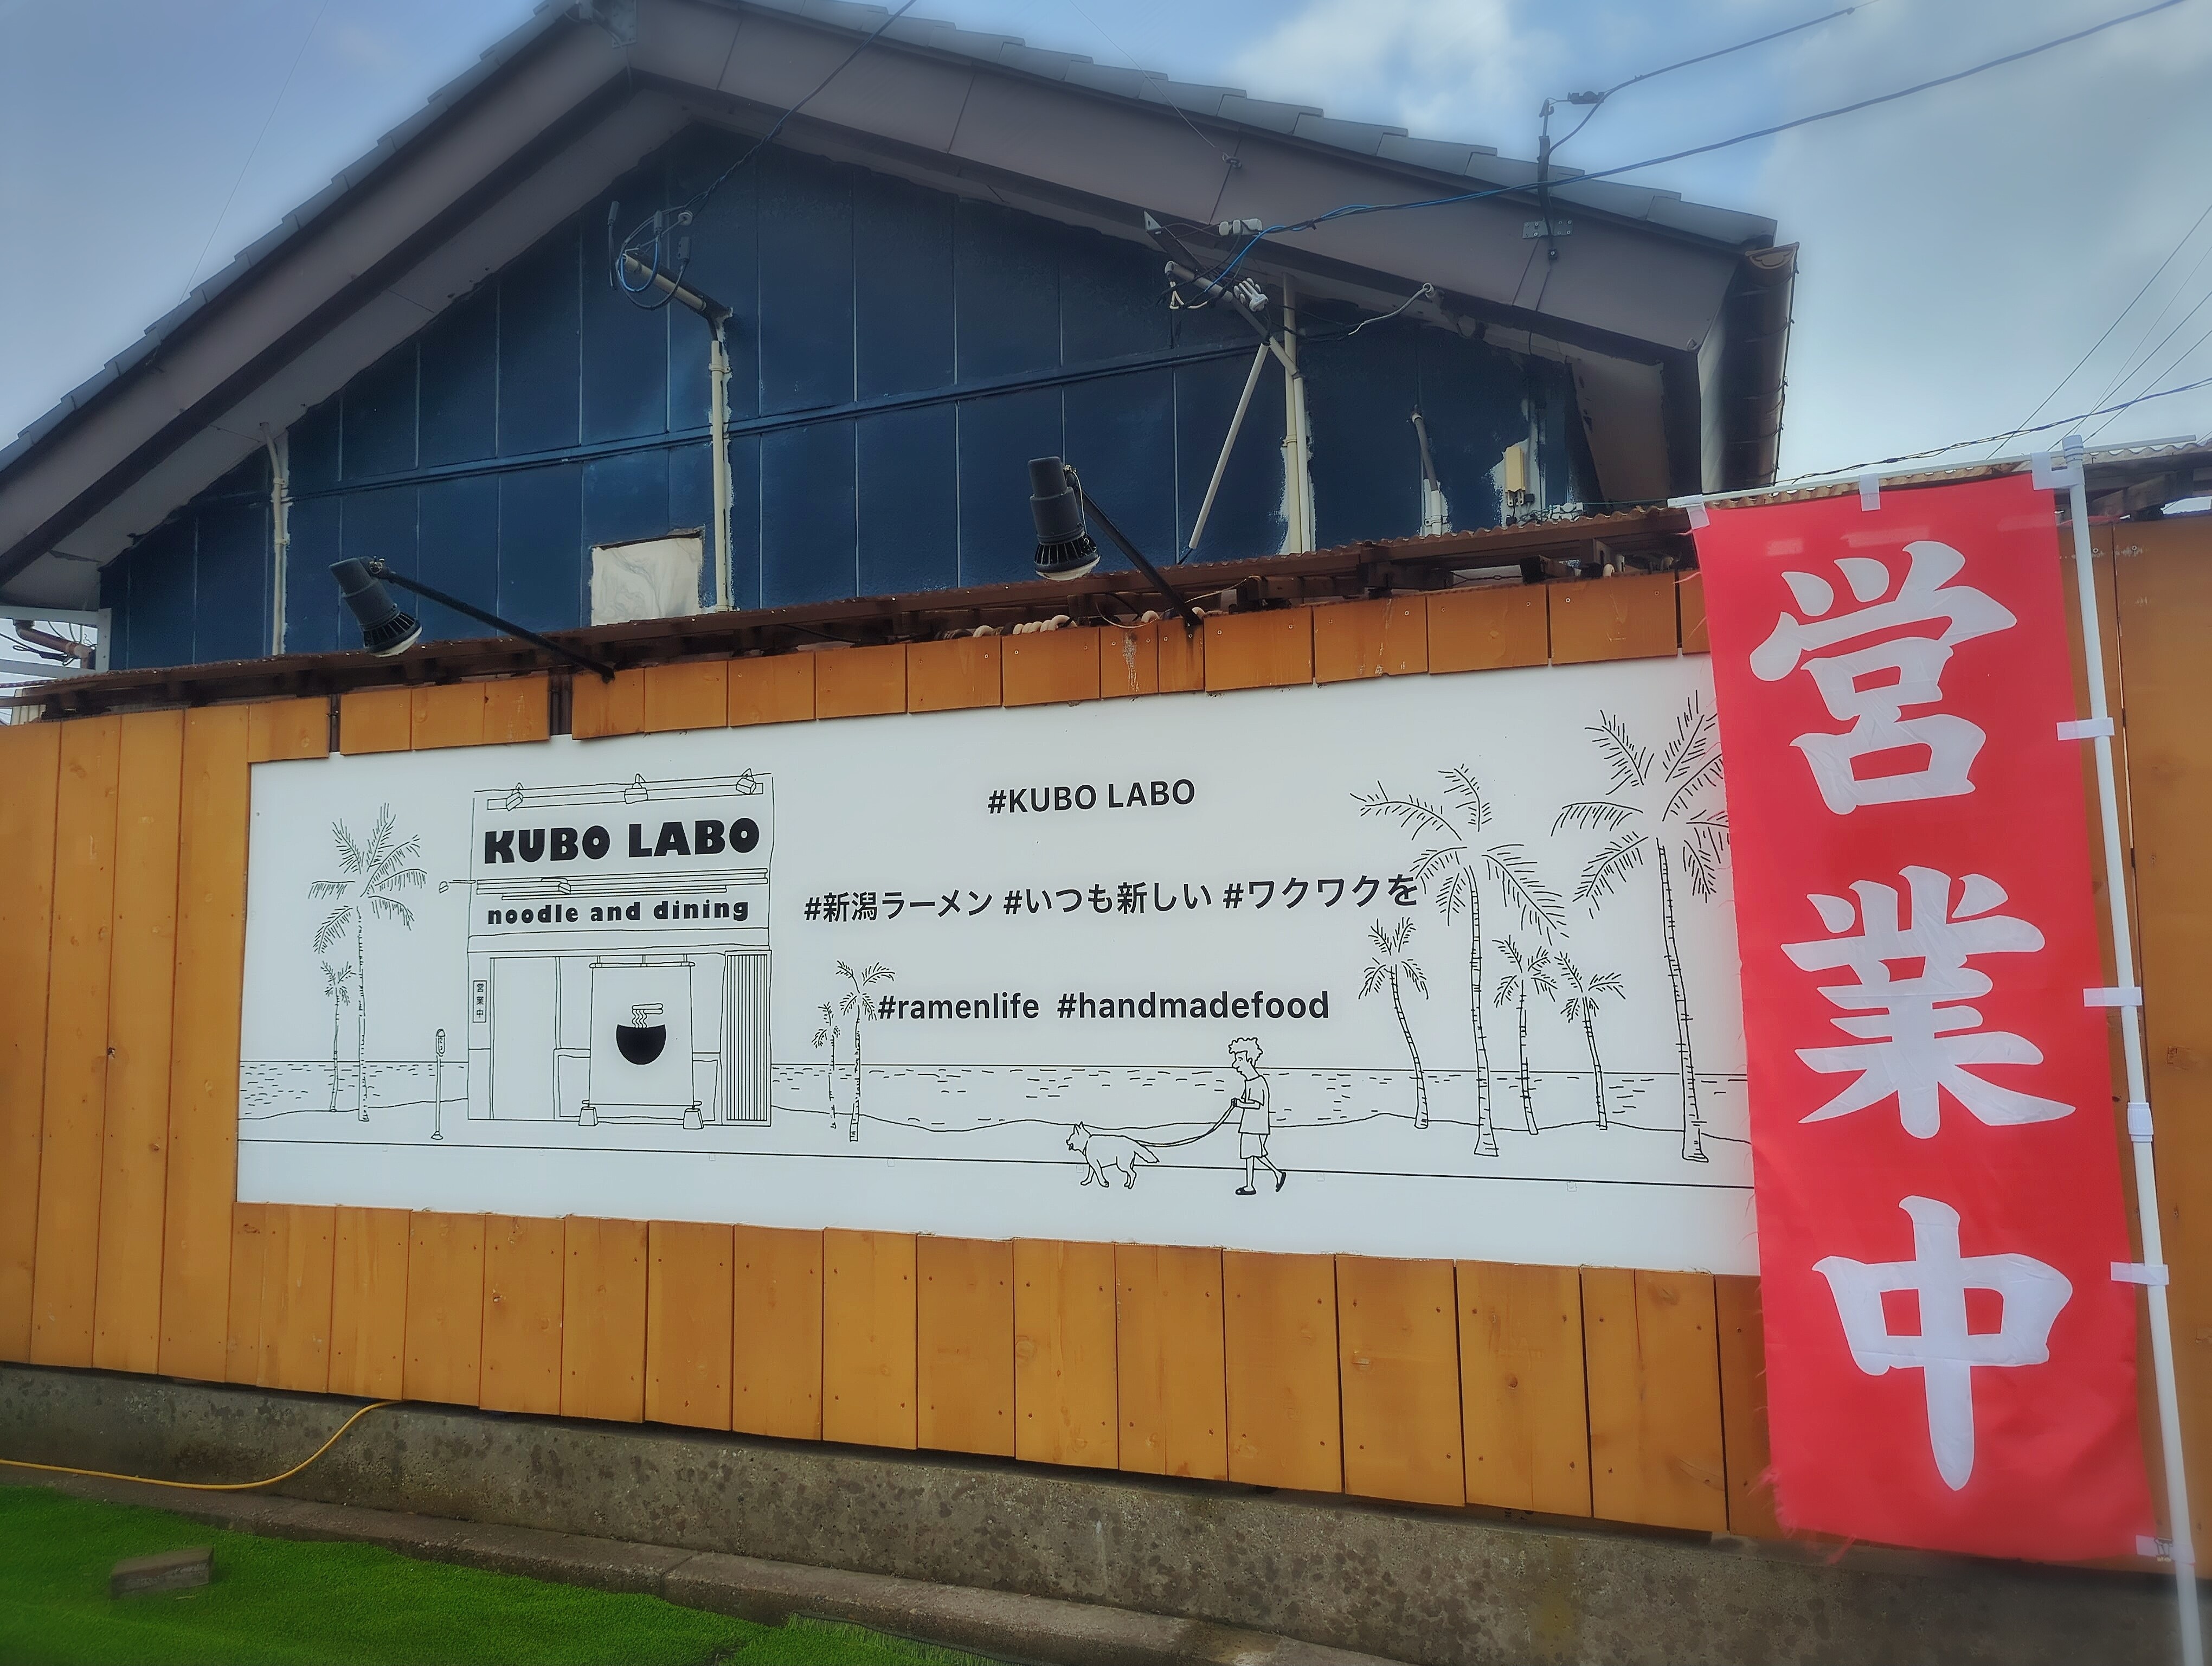 KUBO LABO
noodle and dining
営業中
#KUBO LABO
#新潟ラーメン #いつも新しい #ワクワクを
#ramenlife #handmadefood
営業中